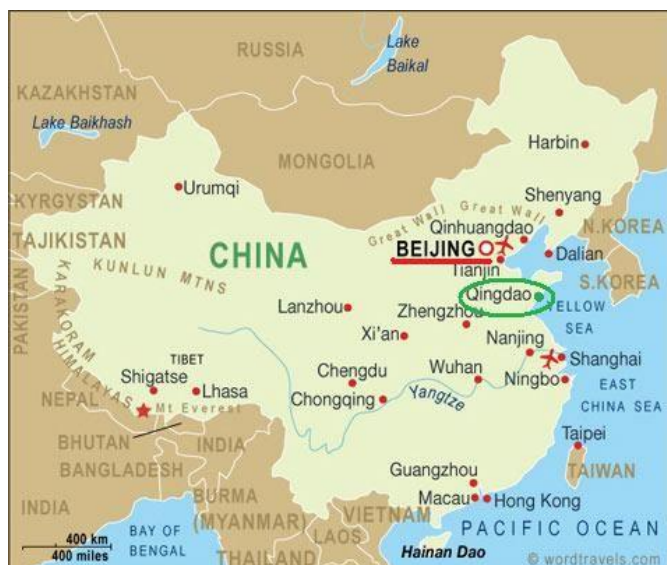 RUSSIA
Lake
Baikal
KAZAKHSTAN
Lake Baikhash
MONGOLIA
Harbin
KYRGYSTAN
Urumqi
Shenyang
Great Wall Great Wall
TAJIKISTAN
Qinhuangdao
N.KOREA
CHINA
BEIJING
Dalian
KUNLUN MTNS
Tianjin
S.KOREA
PAKISTAN
KARAKORAM
Qingdao
YELLOW
SEA
Lanzhou
Zhengzhou
Xi'an
Nanjing
HIMALAYAS
TIBET
Shanghai
Shigatse
Lhasa
Chengdu
Wuhan
Ningbo
EAST
CHINA SEA
NEPAL
Mt Everest
Chongqing
Yangtze
BHUTAN
INDIA
Taipei
BANGLADESH
TAIWAN
Guangzhou
INDIA
BURMA
(MYANMAR)
VIETNAM
Macau
Hong Kong
LAOS
PACIFIC OCEAN
400 km
400 miles
BAY OF
BENGAL
THAILAND
Hainan Dao
© wordtravels.com